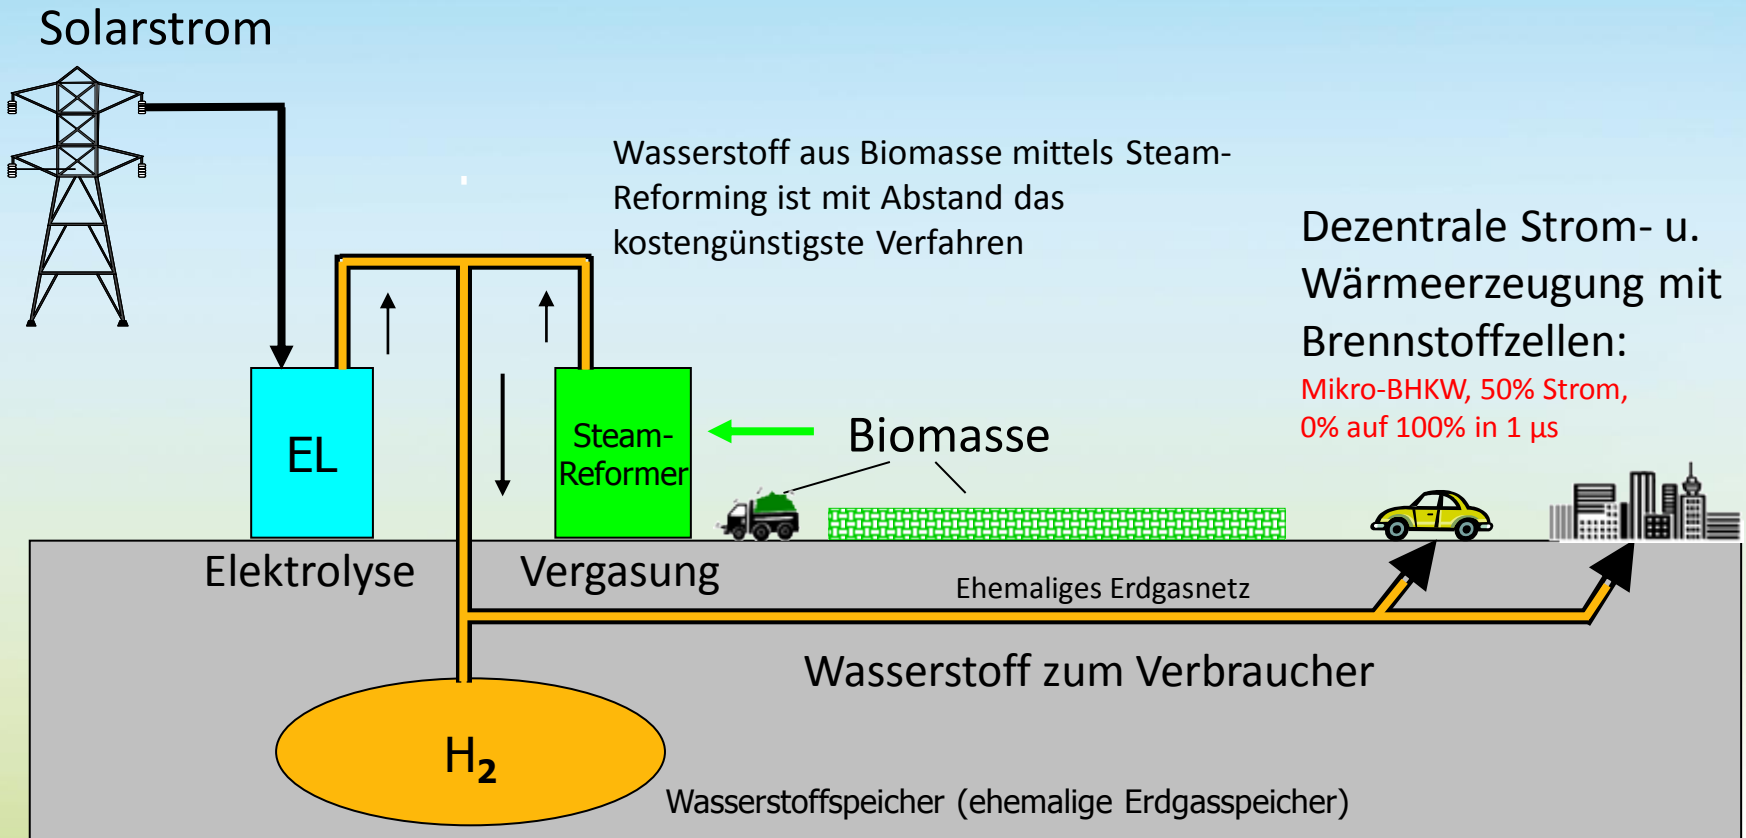 Solarstrom
Wasserstoff aus Biomasse mittels Steam-
Reforming ist mit Abstand das
kostengünstigste Verfahren
Dezentrale Strom- u.
Wärmeerzeugung mit
Brennstoffzellen:
Mikro-BHKW, 50% Strom,
0% auf 100% in 1 µs
EL
Steam-
Reformer
Biomasse
Elektrolyse
Vergasung
Ehemaliges Erdgasnetz
Wasserstoff zum Verbraucher
H₂
Wasserstoffspeicher (ehemalige Erdgasspeicher)